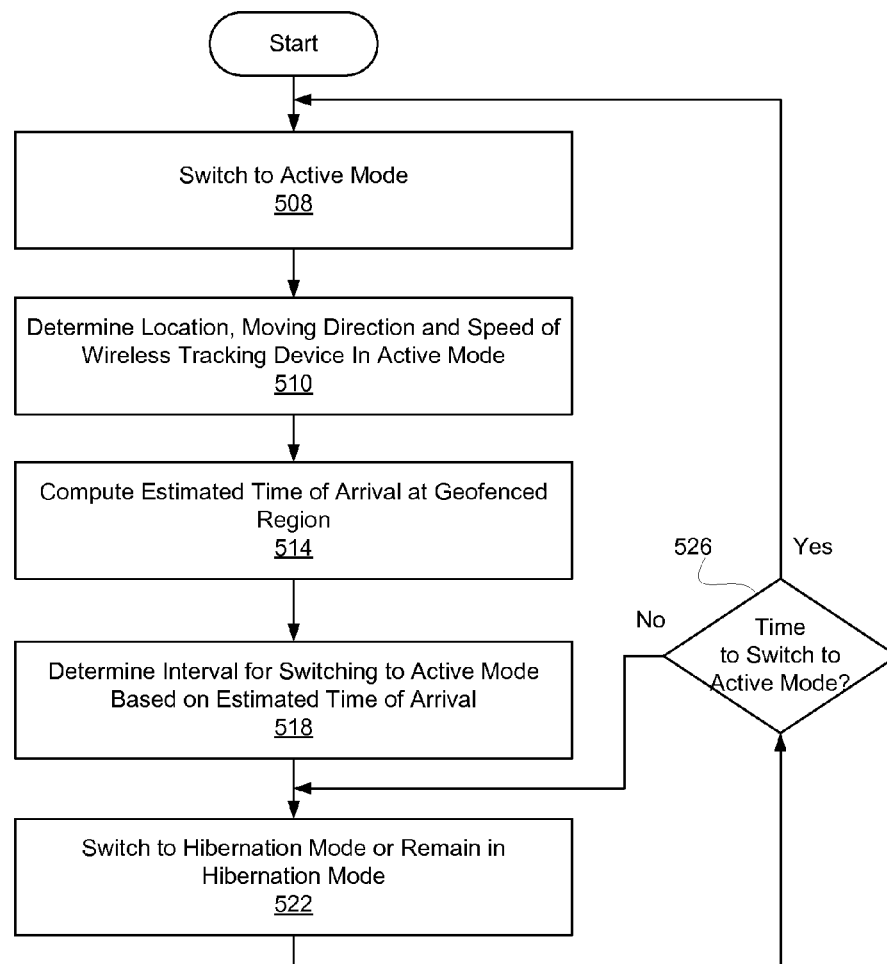 Start
Switch to Active Mode
508
Determine Location, Moving Direction and Speed of
Wireless Tracking Device In Active Mode
510
Compute Estimated Time of Arrival at Geofenced
Region
514
526
Yes
No
Time
to Switch to
Active Mode?
Determine Interval for Switching to Active Mode
Based on Estimated Time of Arrival
518
Switch to Hibernation Mode or Remain in
Hibernation Mode
522